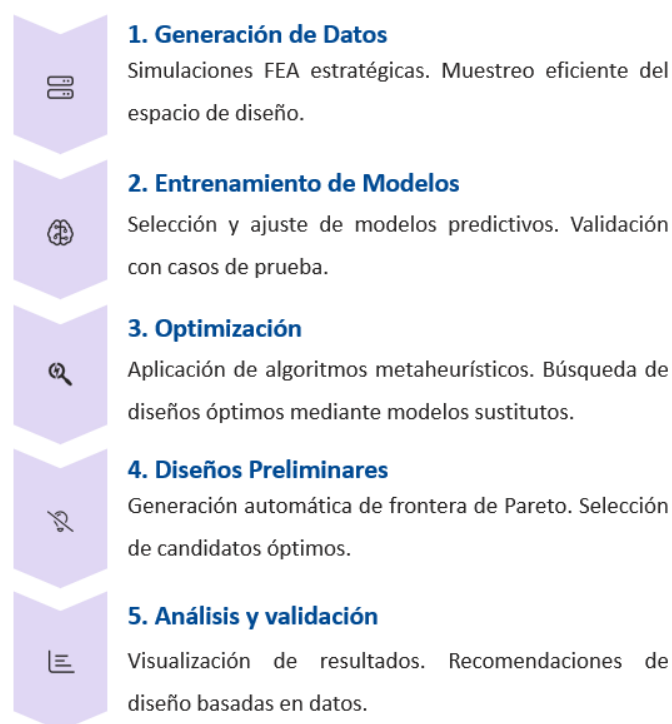 1. Generación de Datos
Simulaciones FEA estratégicas. Muestreo eficiente del
espacio de diseño.
2. Entrenamiento de Modelos
Selección y ajuste de modelos predictivos. Validación
con casos de prueba.
3. Optimización
Aplicación de algoritmos metaheurísticos. Búsqueda de
diseños óptimos mediante modelos sustitutos.
4. Diseños Preliminares
Generación automática de frontera de Pareto. Selección
de candidatos óptimos.
5. Análisis y validación
Visualización de resultados. Recomendaciones de
diseño basadas en datos.